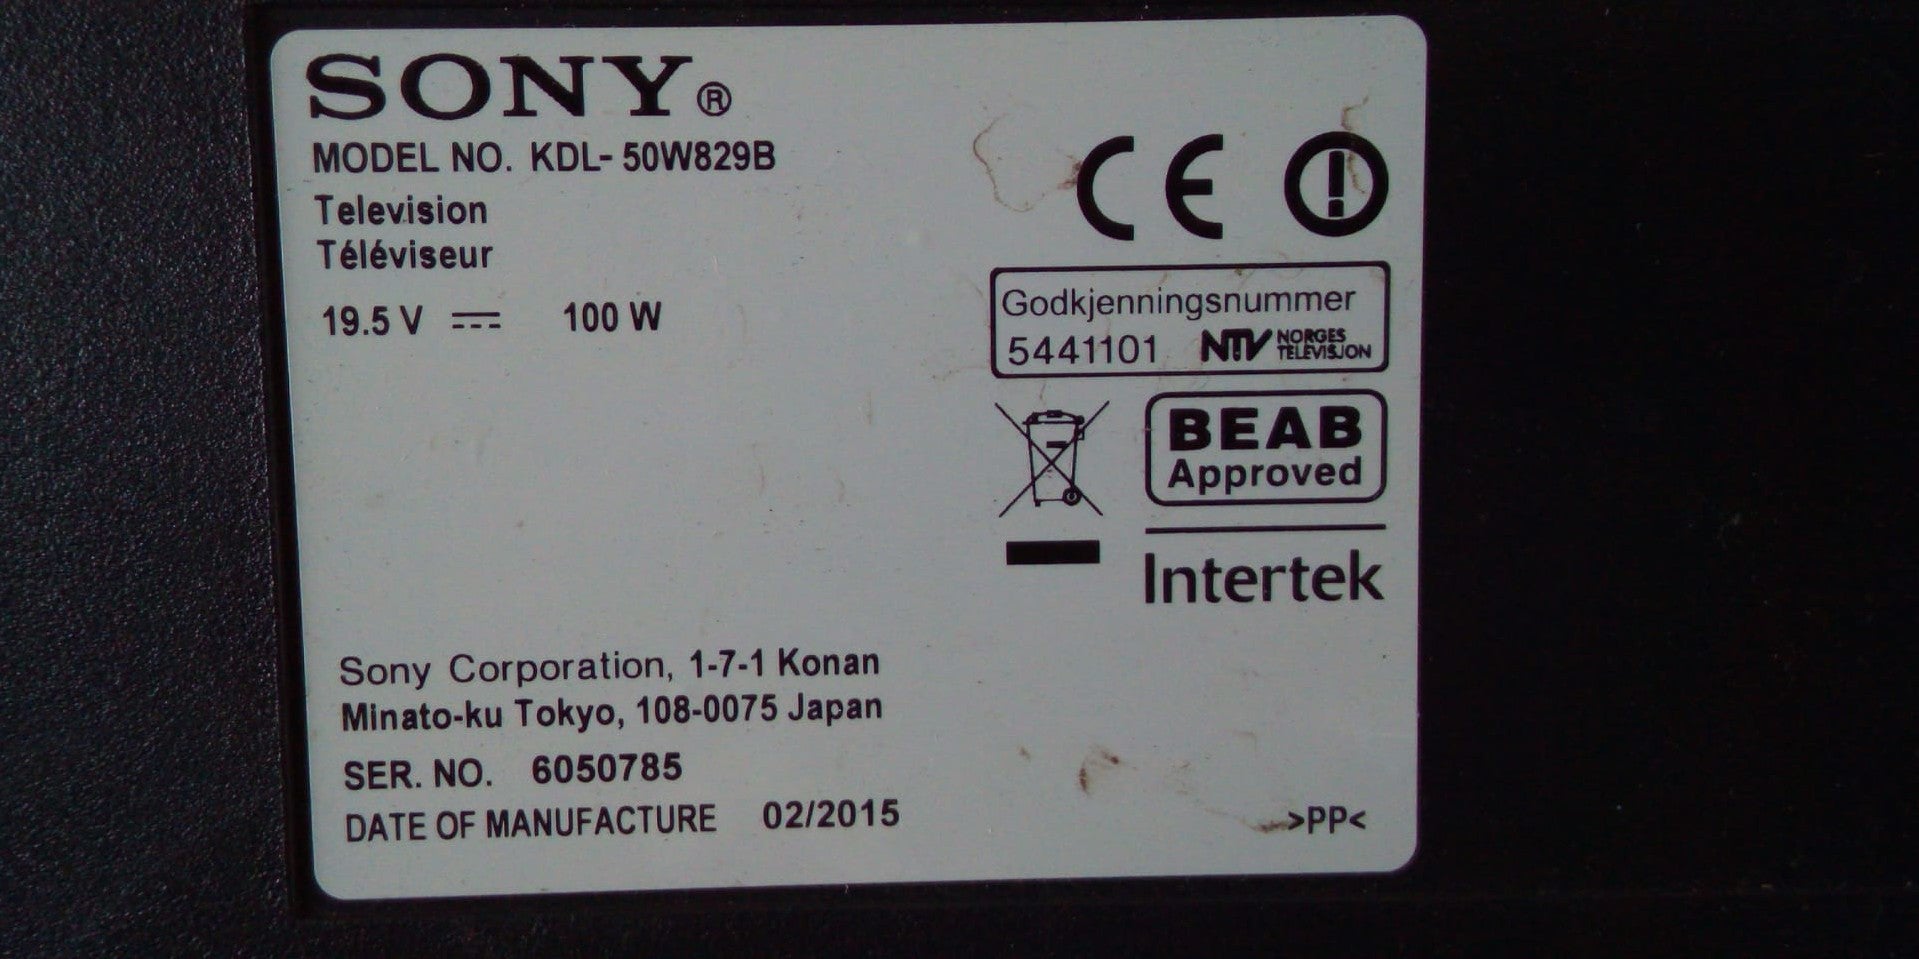 SONY®
MODEL NO. KDL- 50W829B
Television
Téléviseur
19.5 V ⎓ 100 W
CE
Godkjenningsnummer
5441101 NTV NORGES TELEVISJON
BEAB
Approved
Intertek
Sony Corporation, 1-7-1 Konan
Minato-ku Tokyo, 108-0075 Japan
SER. NO. 6050785
DATE OF MANUFACTURE 02/2015
>PP<